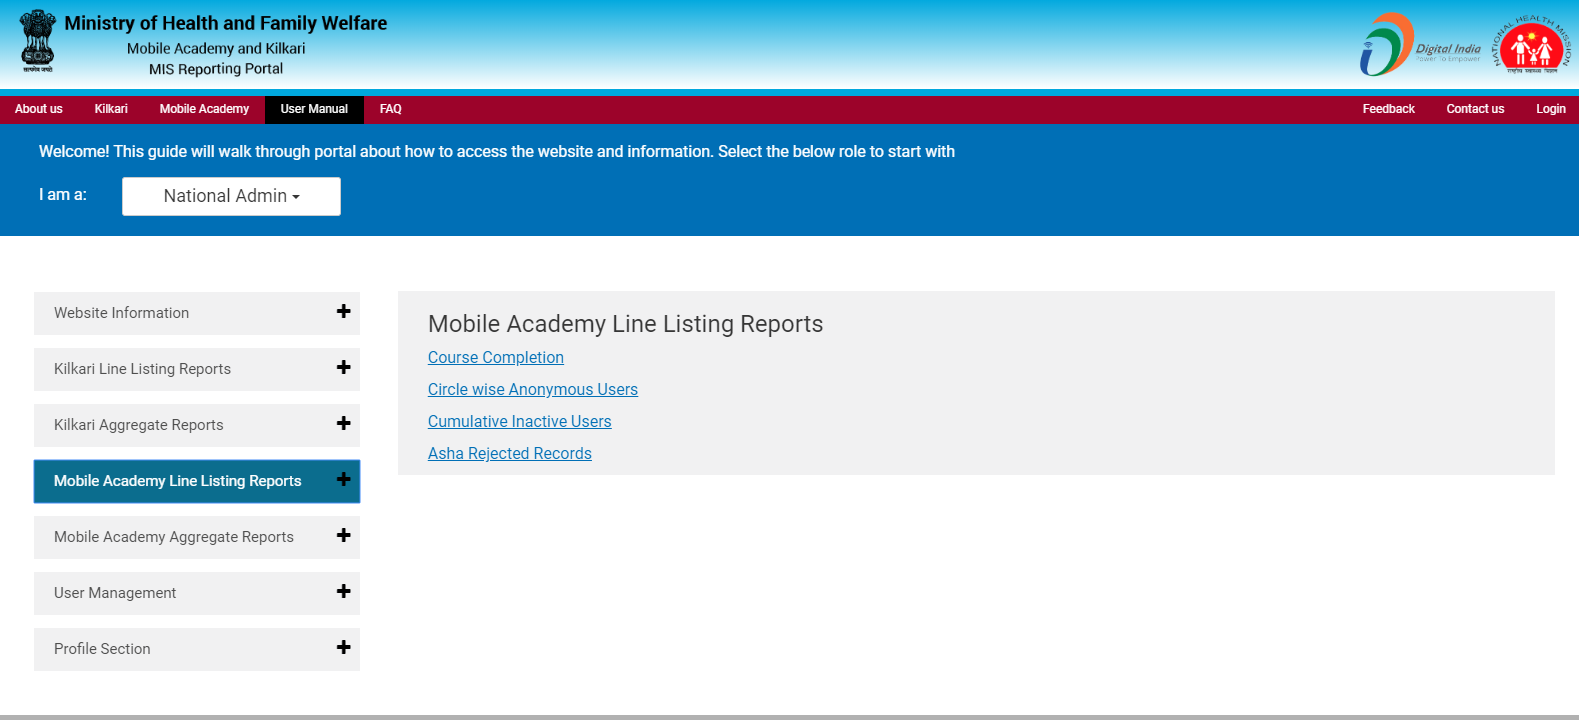 सत्यमेव जयते
Ministry of Health and Family Welfare
Mobile Academy and Kilkari
MIS Reporting Portal
Digital India
Power To Empower
NATIONAL HEALTH MISSION
राष्ट्रीय स्वास्थ्य मिशन
About us
Kilkari
Mobile Academy
User Manual
FAQ
Feedback
Contact us
Login
Welcome! This guide will walk through portal about how to access the website and information. Select the below role to start with
I am a:
National Admin
Website Information
Kilkari Line Listing Reports
Kilkari Aggregate Reports
Mobile Academy Line Listing Reports
Mobile Academy Aggregate Reports
User Management
Profile Section
Mobile Academy Line Listing Reports
Course Completion
Circle wise Anonymous Users
Cumulative Inactive Users
Asha Rejected Records